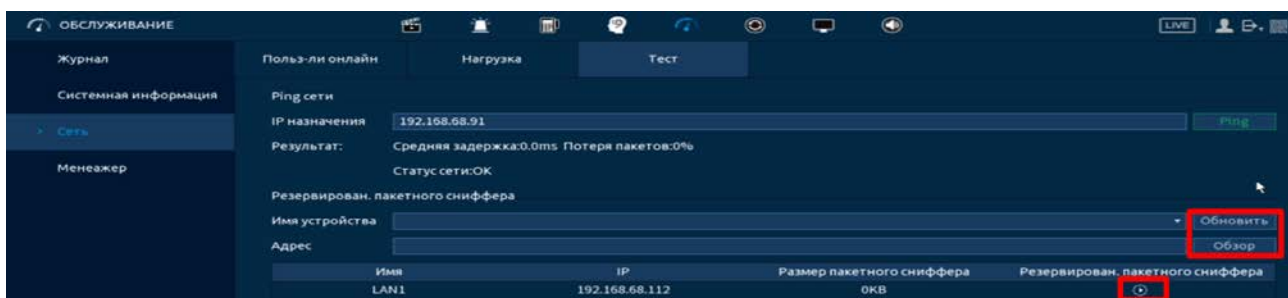 ОБСЛУЖИВАНИЕ LIVE
Журнал Польз-ли онлайн Нагрузка Тест
Системная информация Ping сети
Сеть IP назначения 192.168.68.91 Ping
Результат: Средняя задержка:0.0ms Потеря пакетов:0%
Менеажер Статус сети:OK
Резервирован. пакетного сниффера
Имя устройства Обновить
Адрес Обзор
Имя IP Размер пакетного сниффера Резервирован. пакетного сниффера
LAN1 192.168.68.112 0KB